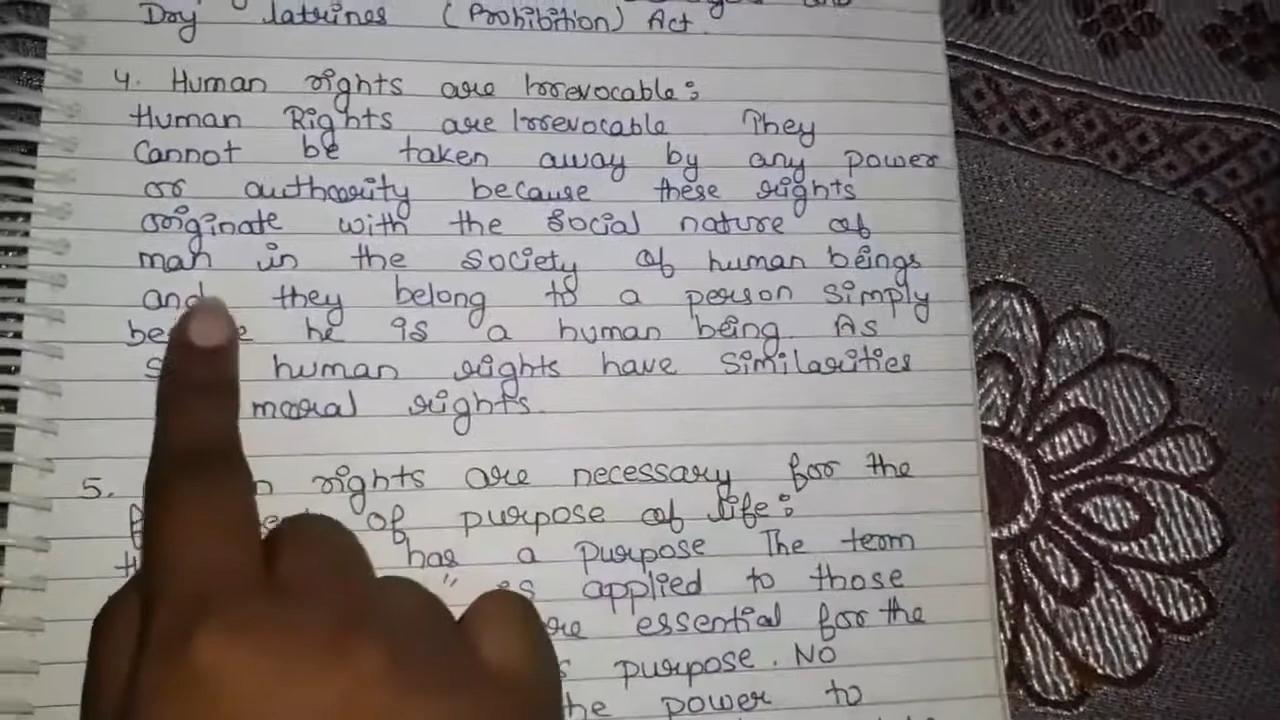 Dry latrines (Prohibition) Act.
4. Human rights are Irrevocable:
Human Rights are Irrevocable They
Cannot be taken away by any power
or authority because these rights
originate with the social nature of
man in the society of human beings
and they belong to a person simply
he is a human being. As
human rights have similarities
moral rights.
5. rights are necessary for the
of purpose of life:
has a purpose The term
" is applied to those
are essential for the
purpose. No
the power to